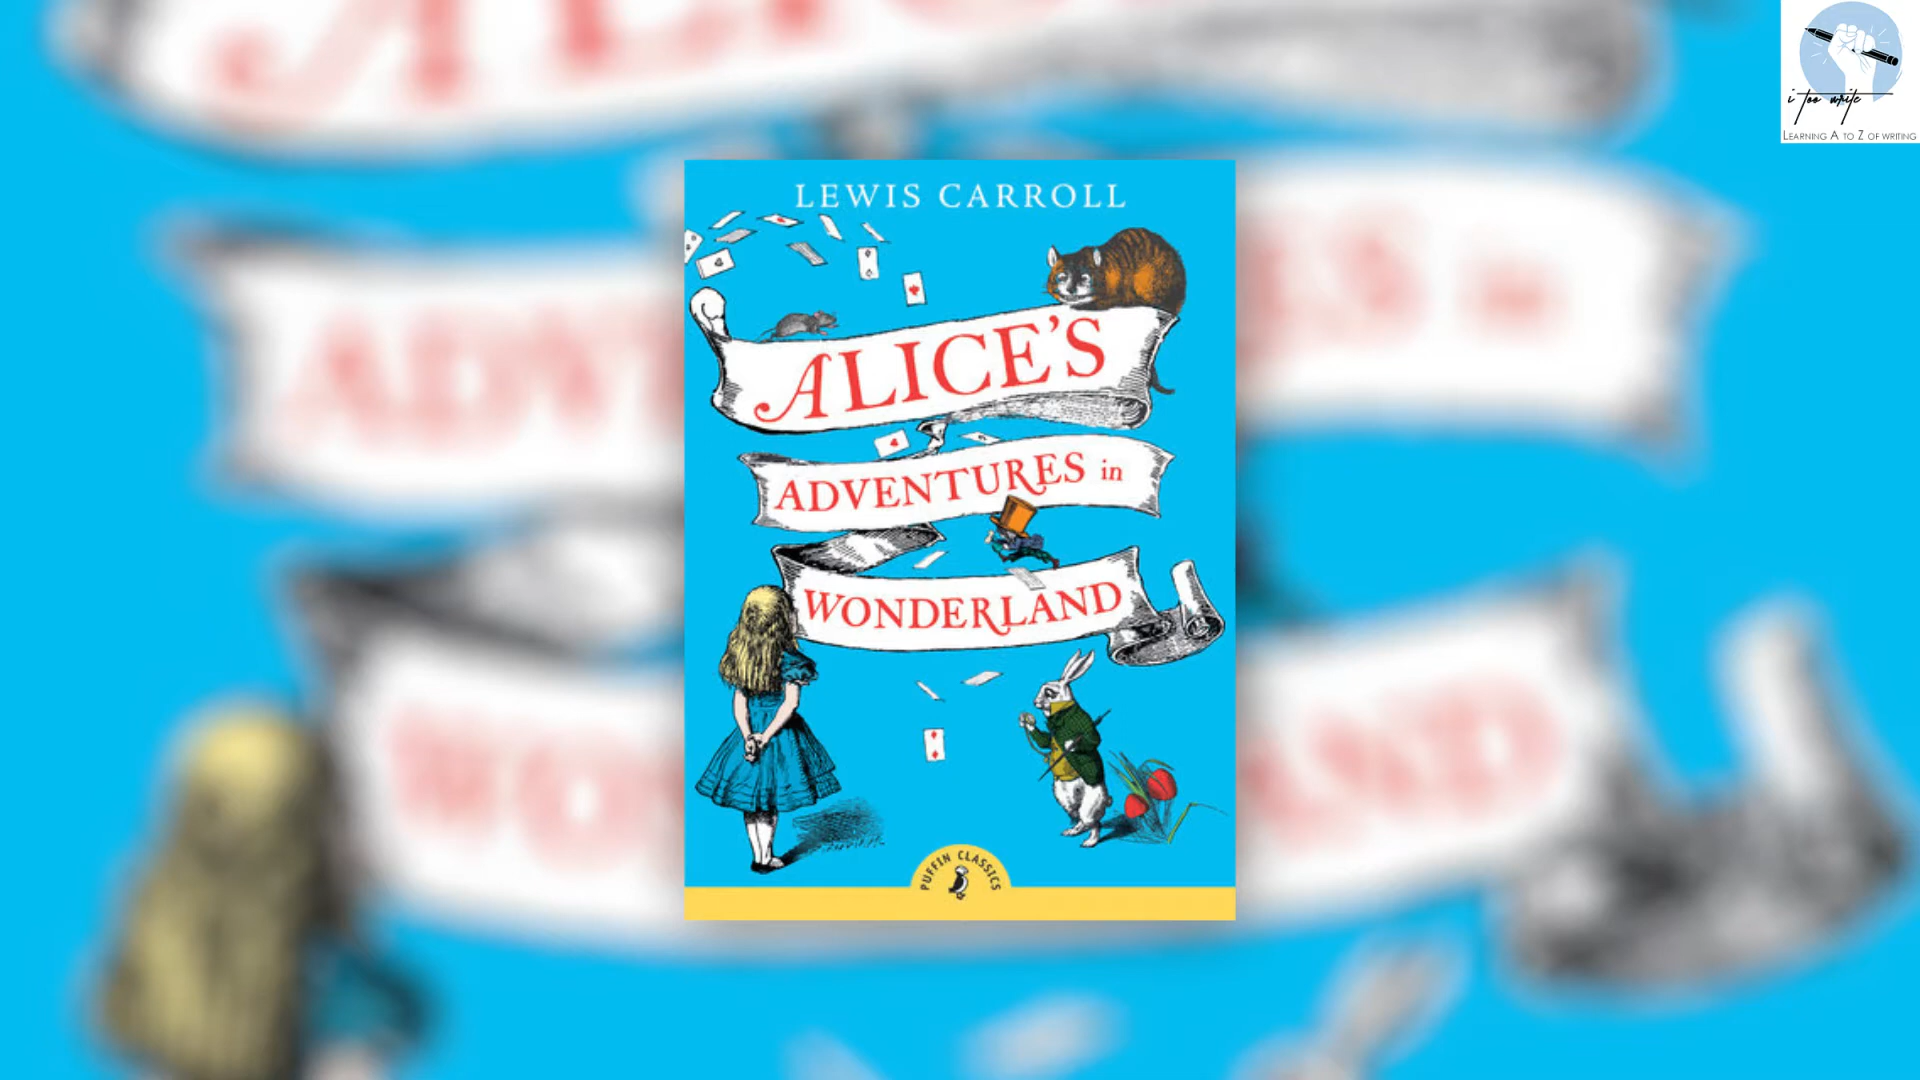 LEWIS CARROLL
ALICE'S
ADVENTURES in
WONDERLAND
PUFFIN CLASSICS
i too write
LEARNING A TO Z OF WRITING